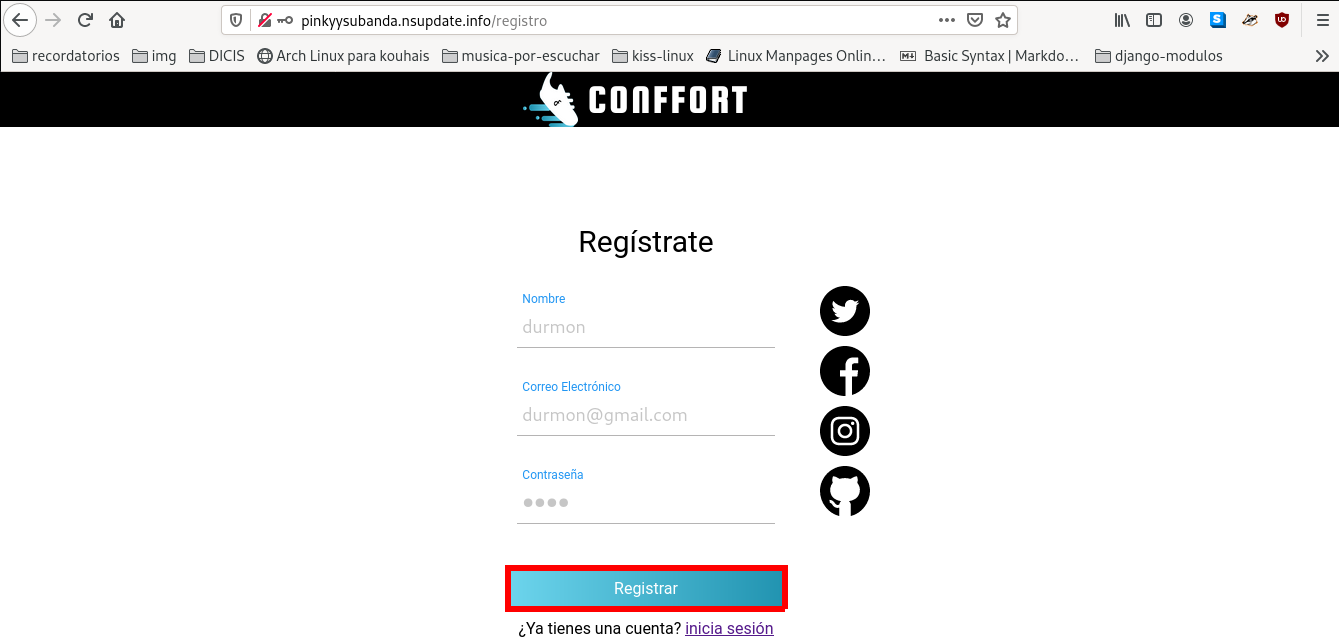 pinkyysubanda.nsupdate.info/registro
recordatorios img DICIS Arch Linux para kouhais musica-por-escuchar kiss-linux Linux Manpages Onlin… Basic Syntax | Markdo… django-modulos
CONFFORT
Regístrate
Nombre
durmon
Correo Electrónico
durmon@gmail.com
Contraseña
●●●●
Registrar
¿Ya tienes una cuenta? inicia sesión